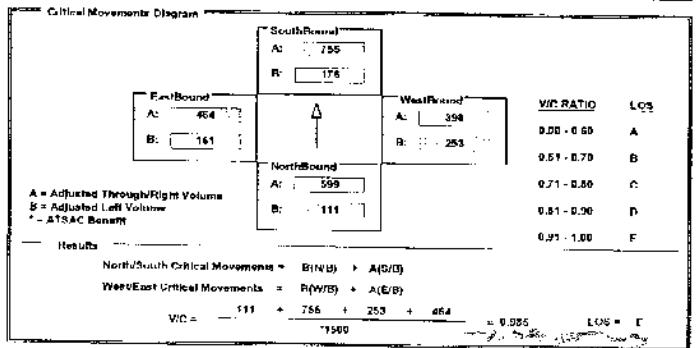 Critical Movements Diagram
SouthBound
A: 756
B: 176
EastBound
A: 464
B: 161
WestBound
A: 398
B: 253
NorthBound
A: 599
B: 111
V/C RATIO LOS
0.00 - 0.60 A
0.61 - 0.70 B
0.71 - 0.80 C
0.81 - 0.90 D
0.91 - 1.00 E
A = Adjusted Through/Right Volume
B = Adjusted Left Volume
* = ATSAC Benefit
Results
North/South Critical Movements = B(N/B) + A(S/B)
West/East Critical Movements = B(W/B) + A(E/B)
V/C = 111 + 756 + 253 + 464
*1500
= 0.986 LOS = E